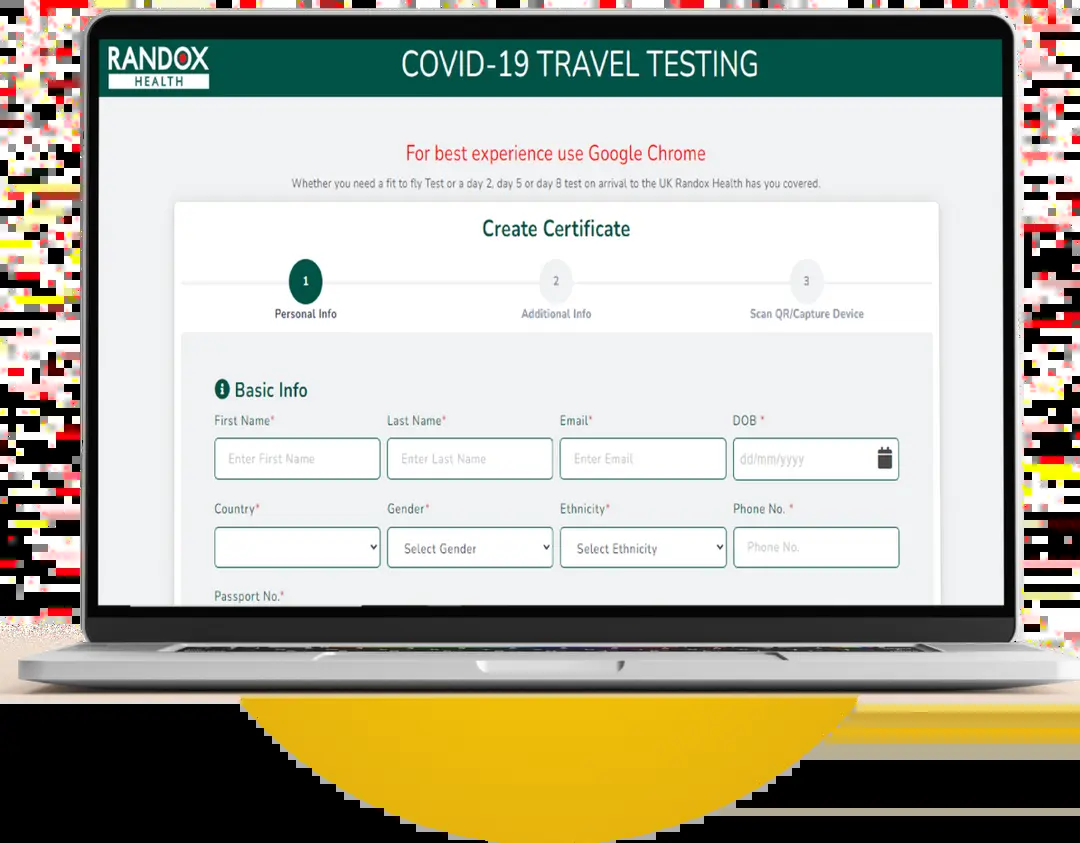 RANDOX
HEALTH
COVID-19 TRAVEL TESTING
For best experience use Google Chrome
Whether you need a fit to fly Test or a day 2, day 5 or day 8 test on arrival to the UK Randox Health has you covered.
Create Certificate
1 2 3
Personal Info Additional Info Scan QR/Capture Device
Basic Info
First Name* Last Name* Email* DOB *
Enter First Name Enter Last Name Enter Email dd/mm/yyyy
Country* Gender* Ethnicity* Phone No. *
Select Gender Select Ethnicity Phone No.
Passport No.*